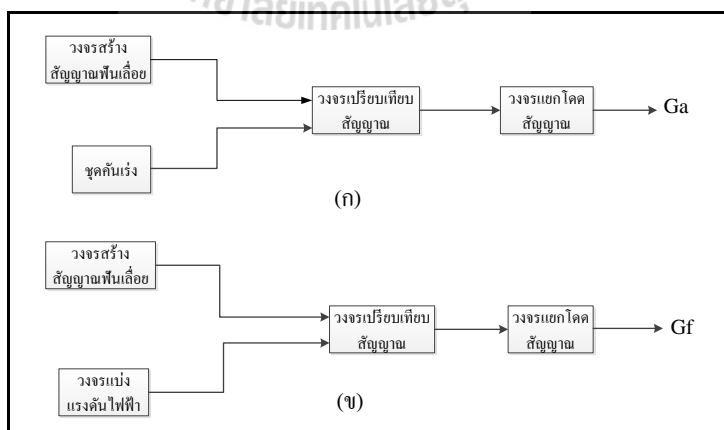 วงจรสร้าง
สัญญาณฟันเลื่อย
ชุดคันเร่ง
วงจรเปรียบเทียบ
สัญญาณ
วงจรแยกโดด
สัญญาณ
Ga
(ก)
วงจรสร้าง
สัญญาณฟันเลื่อย
วงจรแบ่ง
แรงดันไฟฟ้า
วงจรเปรียบเทียบ
สัญญาณ
วงจรแยกโดด
สัญญาณ
Gf
(ข)